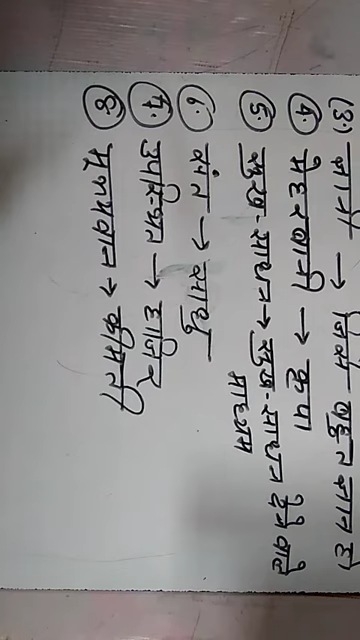 (3.) ज्ञानी → जिसे बहुत ज्ञान हो
(4.) मेहरबानी → कृपा
(5.) सुख-साधन → सुख-साधन देने वाले
माध्यम
(6.) संत → साधु
(7.) उपस्थित → हाजिर
(8.) मूल्यवान → कीमती